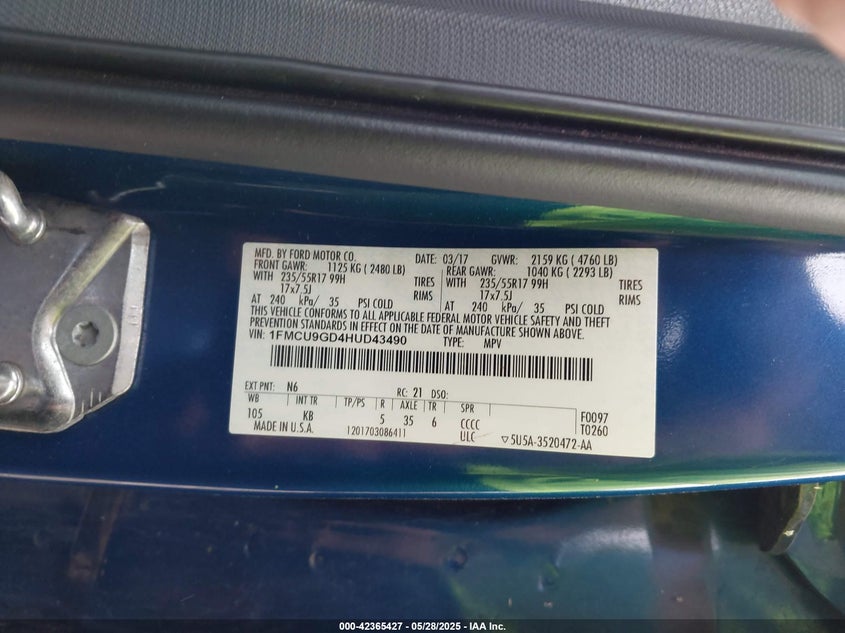 MFD. BY FORD MOTOR CO. DATE: 03/17 GVWR: 2159 KG ( 4760 LB)
FRONT GAWR: 1125 KG ( 2480 LB) REAR GAWR: 1040 KG ( 2293 LB)
WITH 235/55R17 99H TIRES WITH 235/55R17 99H TIRES
17x7.5J RIMS 17x7.5J RIMS
AT 240 kPa/ 35 PSI COLD AT 240 kPa/ 35 PSI COLD
THIS VEHICLE CONFORMS TO ALL APPLICABLE FEDERAL MOTOR VEHICLE SAFETY AND THEFT
PREVENTION STANDARDS IN EFFECT ON THE DATE OF MANUFACTURE SHOWN ABOVE.
VIN: 1FMCU9GD4HUD43490 TYPE: MPV
EXT PNT: N6 RC: 21 DSO:
WB INT TR TP/PS R AXLE TR SPR
105 KB 5 35 6 CCCC F0097
ULC T0260
MADE IN U.S.A. 1201703086411 ▽5U5A-3520472-AA
000-42365427 — 05/28/2025 — IAA Inc.